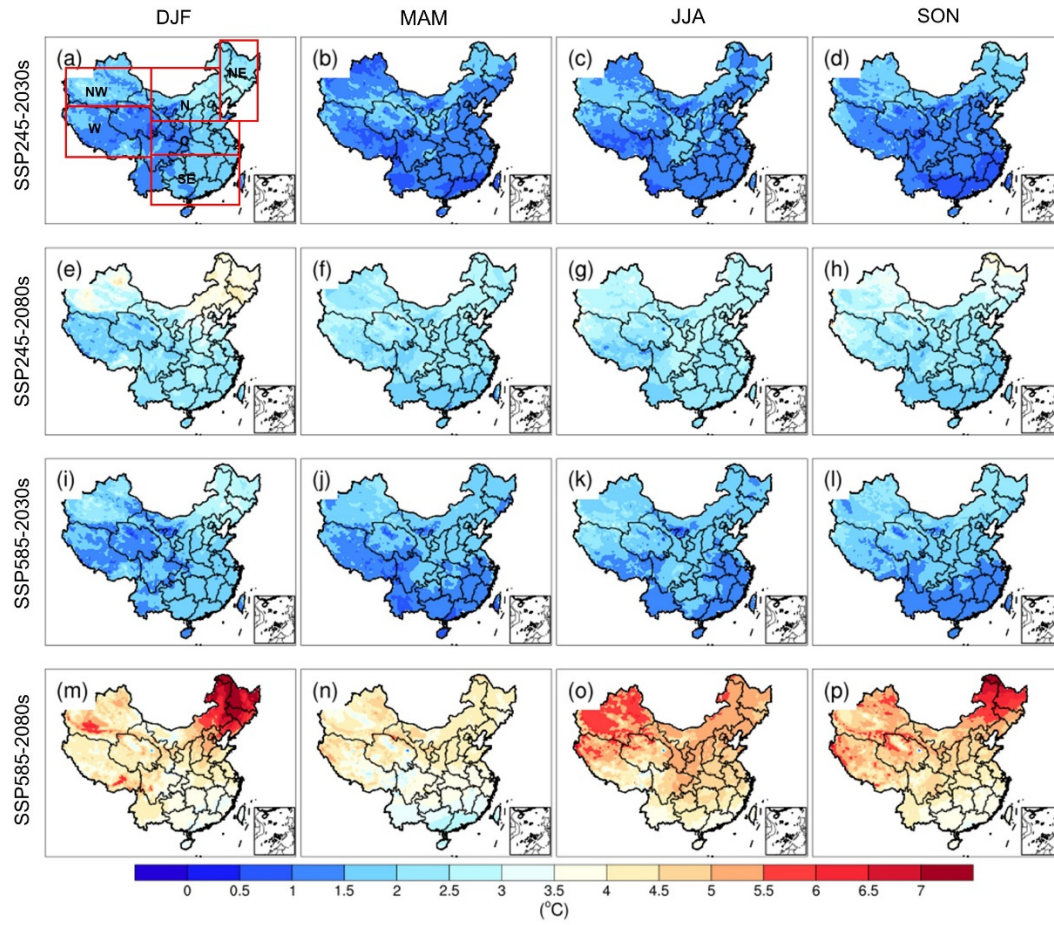 DJF MAM JJA SON
SSP245-2030s
(a) (b) (c) (d)
NE
NW
N
W
C
SE
SSP245-2080s
(e) (f) (g) (h)
SSP585-2030s
(i) (j) (k) (l)
SSP585-2080s
(m) (n) (o) (p)
0 0.5 1 1.5 2 2.5 3 3.5 4 4.5 5 5.5 6 6.5 7
(°C)